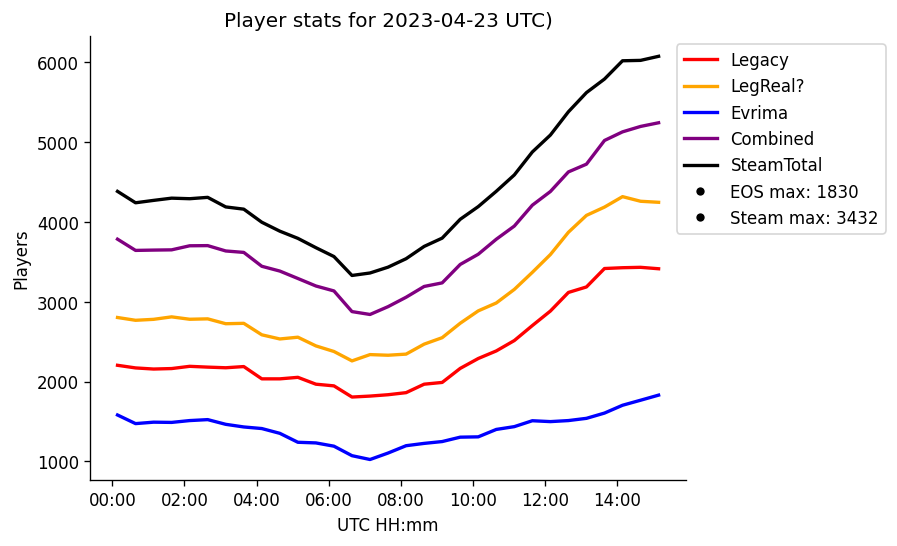 Player stats for 2023-04-23 UTC)
6000
5000
4000
3000
2000
1000
Players
00:00 02:00 04:00 06:00 08:00 10:00 12:00 14:00
UTC HH:mm
Legacy
LegReal?
Evrima
Combined
SteamTotal
EOS max: 1830
Steam max: 3432